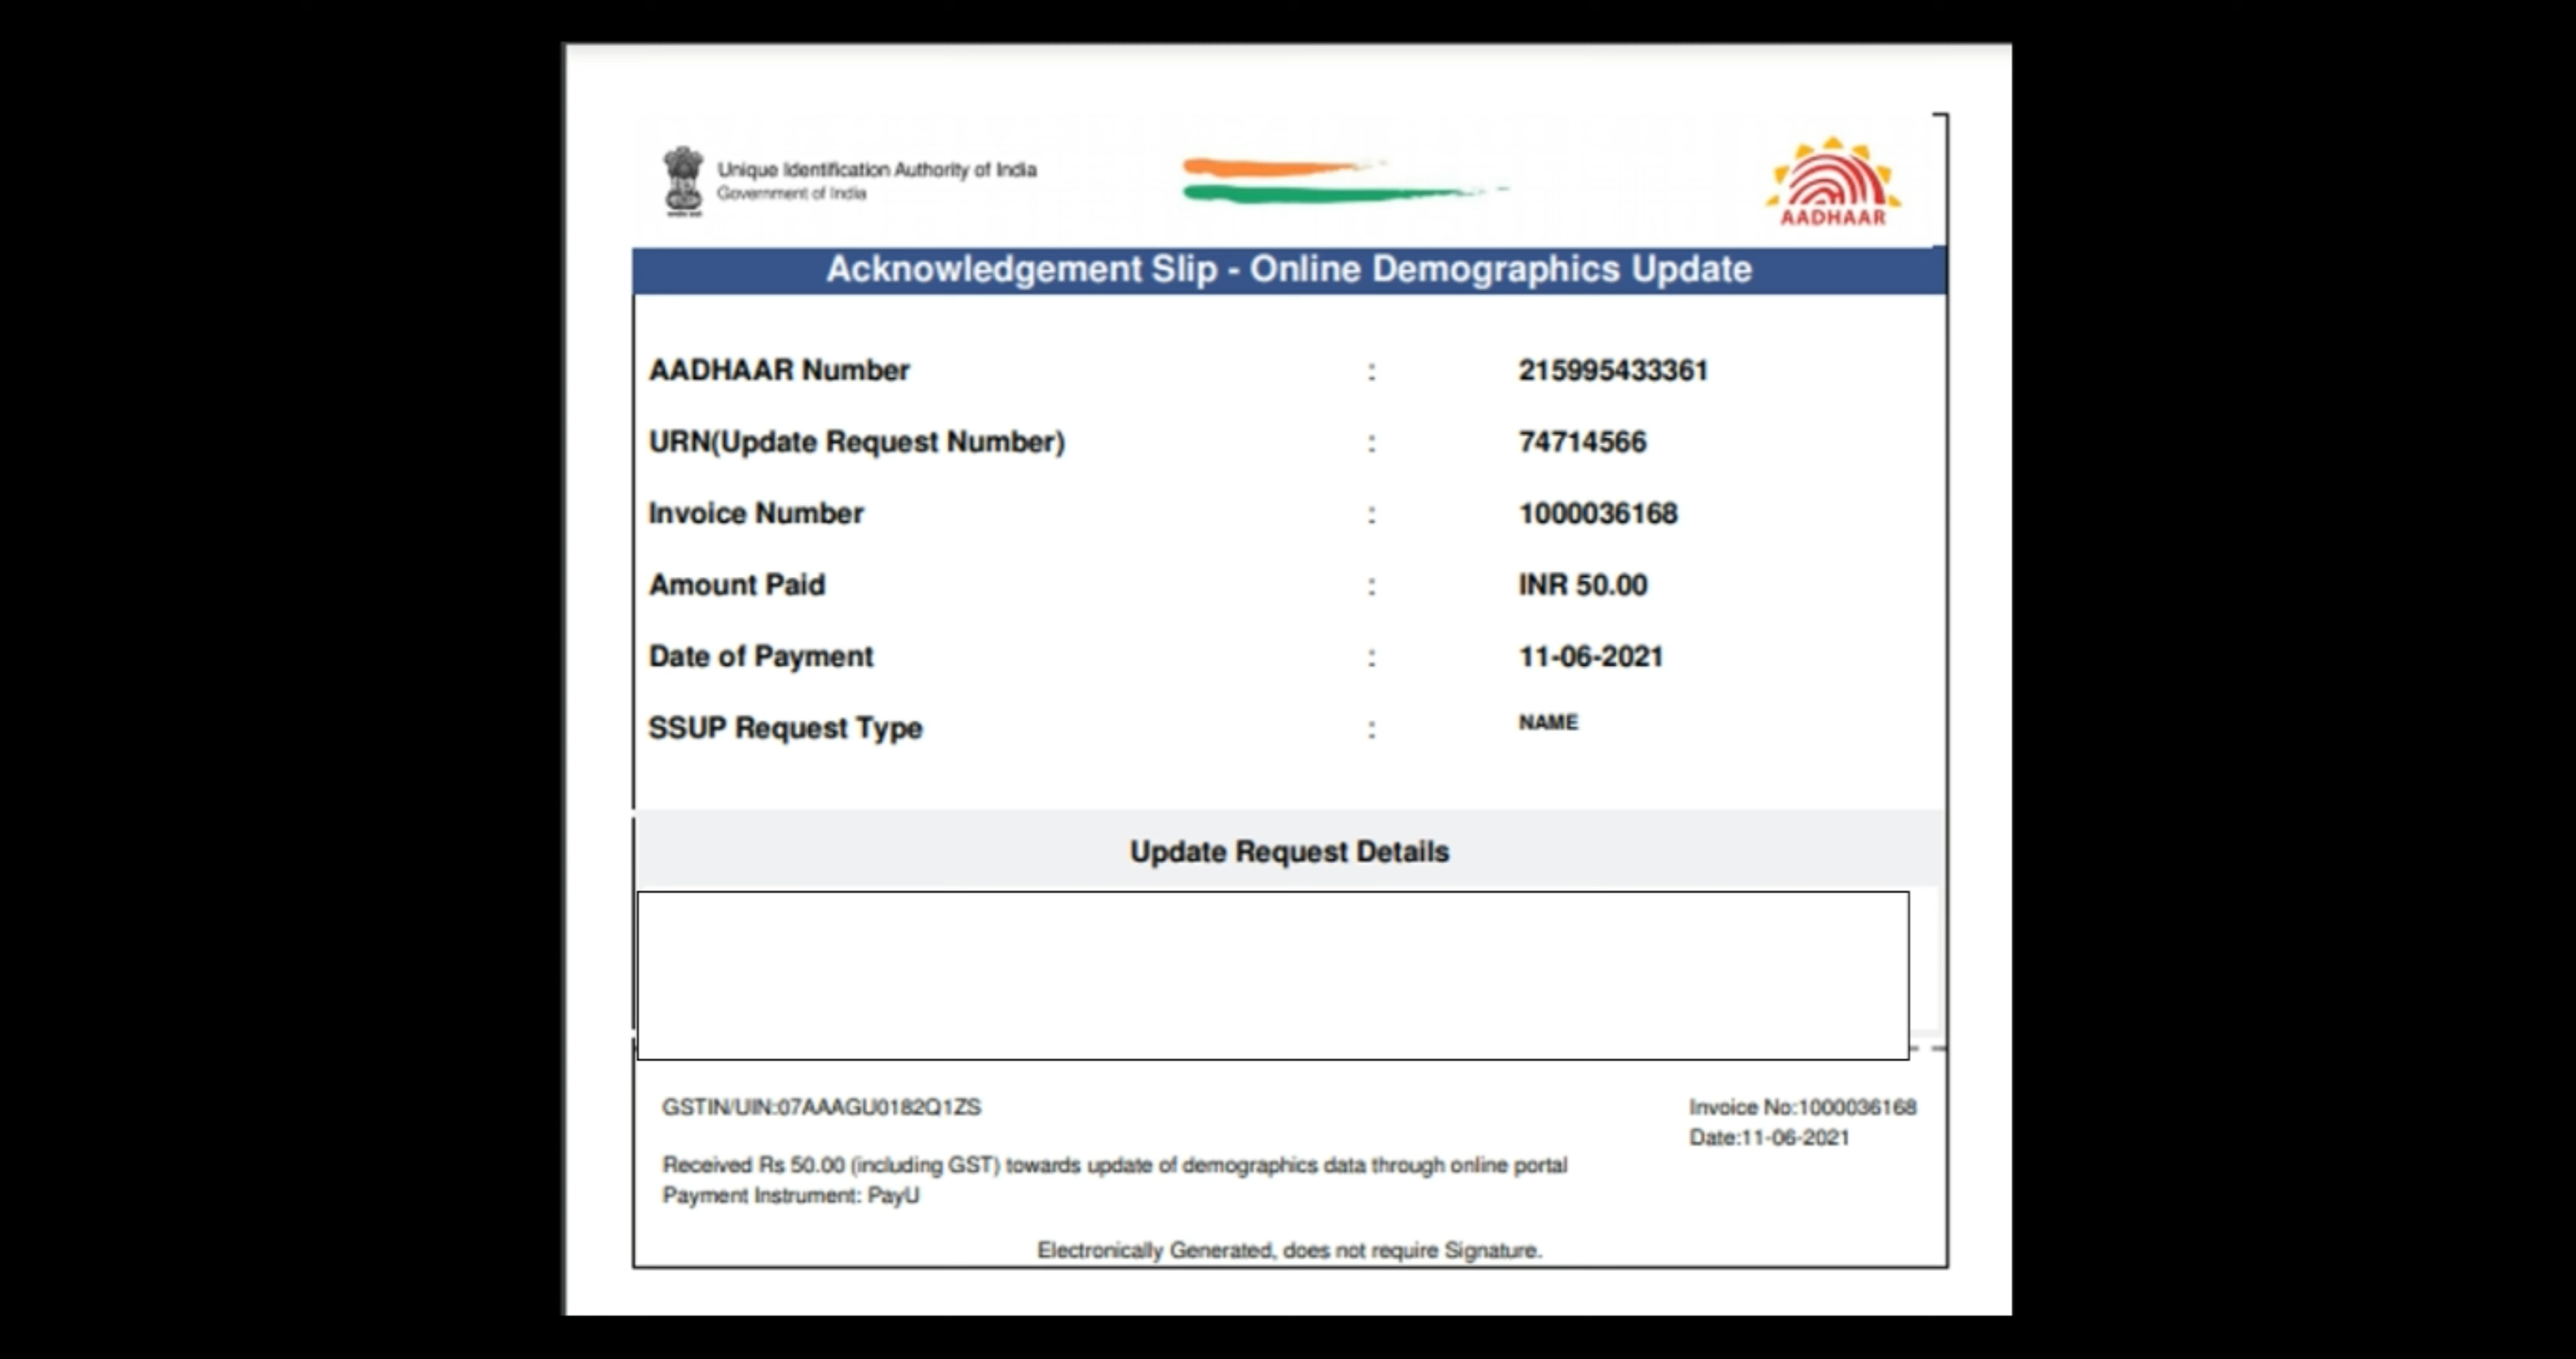 Unique Identification Authority of India
Government of India
AADHAAR
Acknowledgement Slip - Online Demographics Update
AADHAAR Number : 215995433361
URN(Update Request Number) : 74714566
Invoice Number : 1000036168
Amount Paid : INR 50.00
Date of Payment : 11-06-2021
SSUP Request Type : NAME
Update Request Details
GSTIN/UIN:07AAAGU0182Q1ZS
Invoice No:1000036168
Date:11-06-2021
Received Rs 50.00 (including GST) towards update of demographics data through online portal
Payment Instrument: PayU
Electronically Generated, does not require Signature.